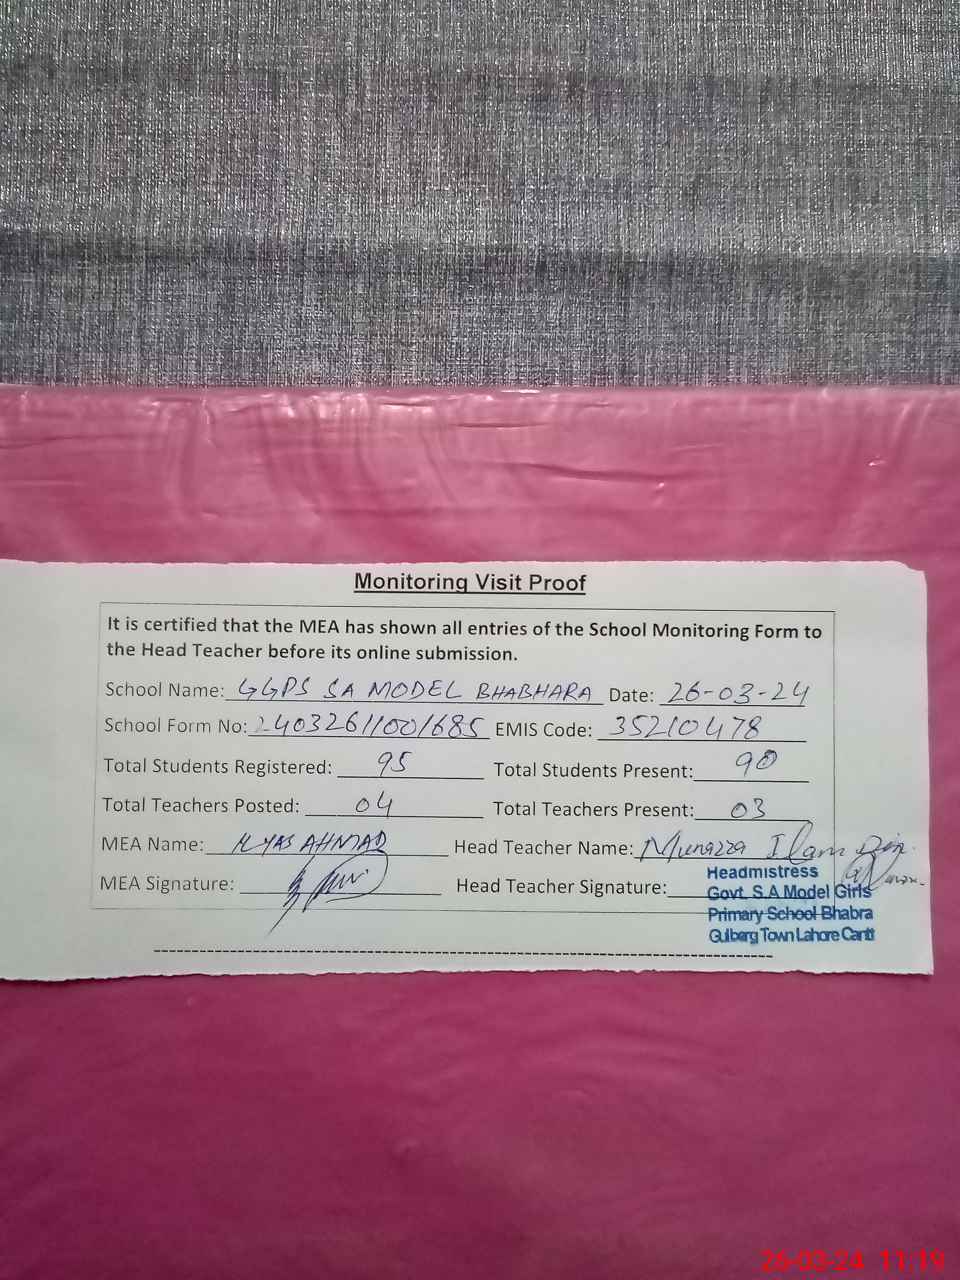 Monitoring Visit Proof
It is certified that the MEA has shown all entries of the School Monitoring Form to
the Head Teacher before its online submission.
School Name: GGPS SA MODEL BHABHARA Date: 26-03-24
School Form No: 24032611001685 EMIS Code: 35210478
Total Students Registered: 95 Total Students Present: 90
Total Teachers Posted: 04 Total Teachers Present: 03
MEA Name: ILYAS AHMAD Head Teacher Name: Munazza Ilam Din.
MEA Signature: Head Teacher Signature:
Headmistress
Govt. S.A Model Girls
Primary School Bhabra
Gulberg Town Lahore Cantt
26-03-24 11:19